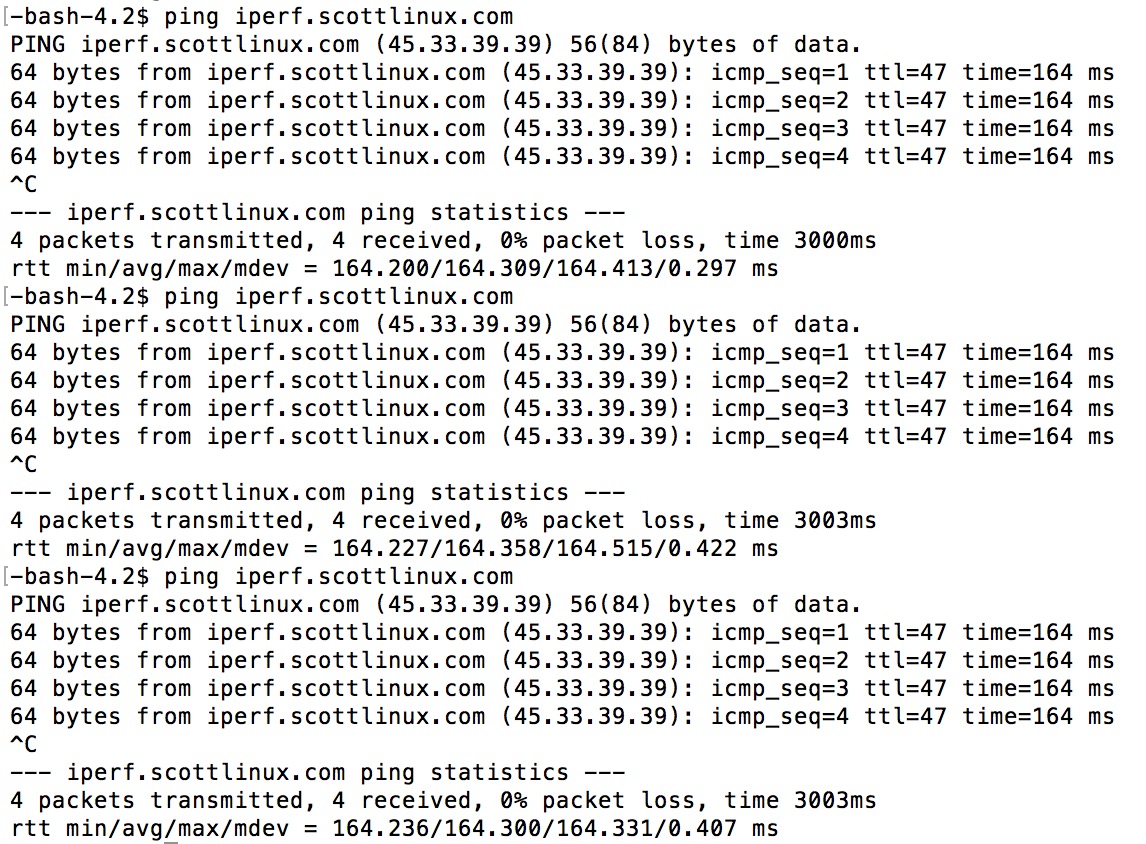 [-bash-4.2$ ping iperf.scottlinux.com
PING iperf.scottlinux.com (45.33.39.39) 56(84) bytes of data.
64 bytes from iperf.scottlinux.com (45.33.39.39): icmp_seq=1 ttl=47 time=164 ms
64 bytes from iperf.scottlinux.com (45.33.39.39): icmp_seq=2 ttl=47 time=164 ms
64 bytes from iperf.scottlinux.com (45.33.39.39): icmp_seq=3 ttl=47 time=164 ms
64 bytes from iperf.scottlinux.com (45.33.39.39): icmp_seq=4 ttl=47 time=164 ms
^C
--- iperf.scottlinux.com ping statistics ---
4 packets transmitted, 4 received, 0% packet loss, time 3000ms
rtt min/avg/max/mdev = 164.200/164.309/164.413/0.297 ms
[-bash-4.2$ ping iperf.scottlinux.com
PING iperf.scottlinux.com (45.33.39.39) 56(84) bytes of data.
64 bytes from iperf.scottlinux.com (45.33.39.39): icmp_seq=1 ttl=47 time=164 ms
64 bytes from iperf.scottlinux.com (45.33.39.39): icmp_seq=2 ttl=47 time=164 ms
64 bytes from iperf.scottlinux.com (45.33.39.39): icmp_seq=3 ttl=47 time=164 ms
64 bytes from iperf.scottlinux.com (45.33.39.39): icmp_seq=4 ttl=47 time=164 ms
^C
--- iperf.scottlinux.com ping statistics ---
4 packets transmitted, 4 received, 0% packet loss, time 3003ms
rtt min/avg/max/mdev = 164.227/164.358/164.515/0.422 ms
[-bash-4.2$ ping iperf.scottlinux.com
PING iperf.scottlinux.com (45.33.39.39) 56(84) bytes of data.
64 bytes from iperf.scottlinux.com (45.33.39.39): icmp_seq=1 ttl=47 time=164 ms
64 bytes from iperf.scottlinux.com (45.33.39.39): icmp_seq=2 ttl=47 time=164 ms
64 bytes from iperf.scottlinux.com (45.33.39.39): icmp_seq=3 ttl=47 time=164 ms
64 bytes from iperf.scottlinux.com (45.33.39.39): icmp_seq=4 ttl=47 time=164 ms
^C
--- iperf.scottlinux.com ping statistics ---
4 packets transmitted, 4 received, 0% packet loss, time 3003ms
rtt min/avg/max/mdev = 164.236/164.300/164.331/0.407 ms